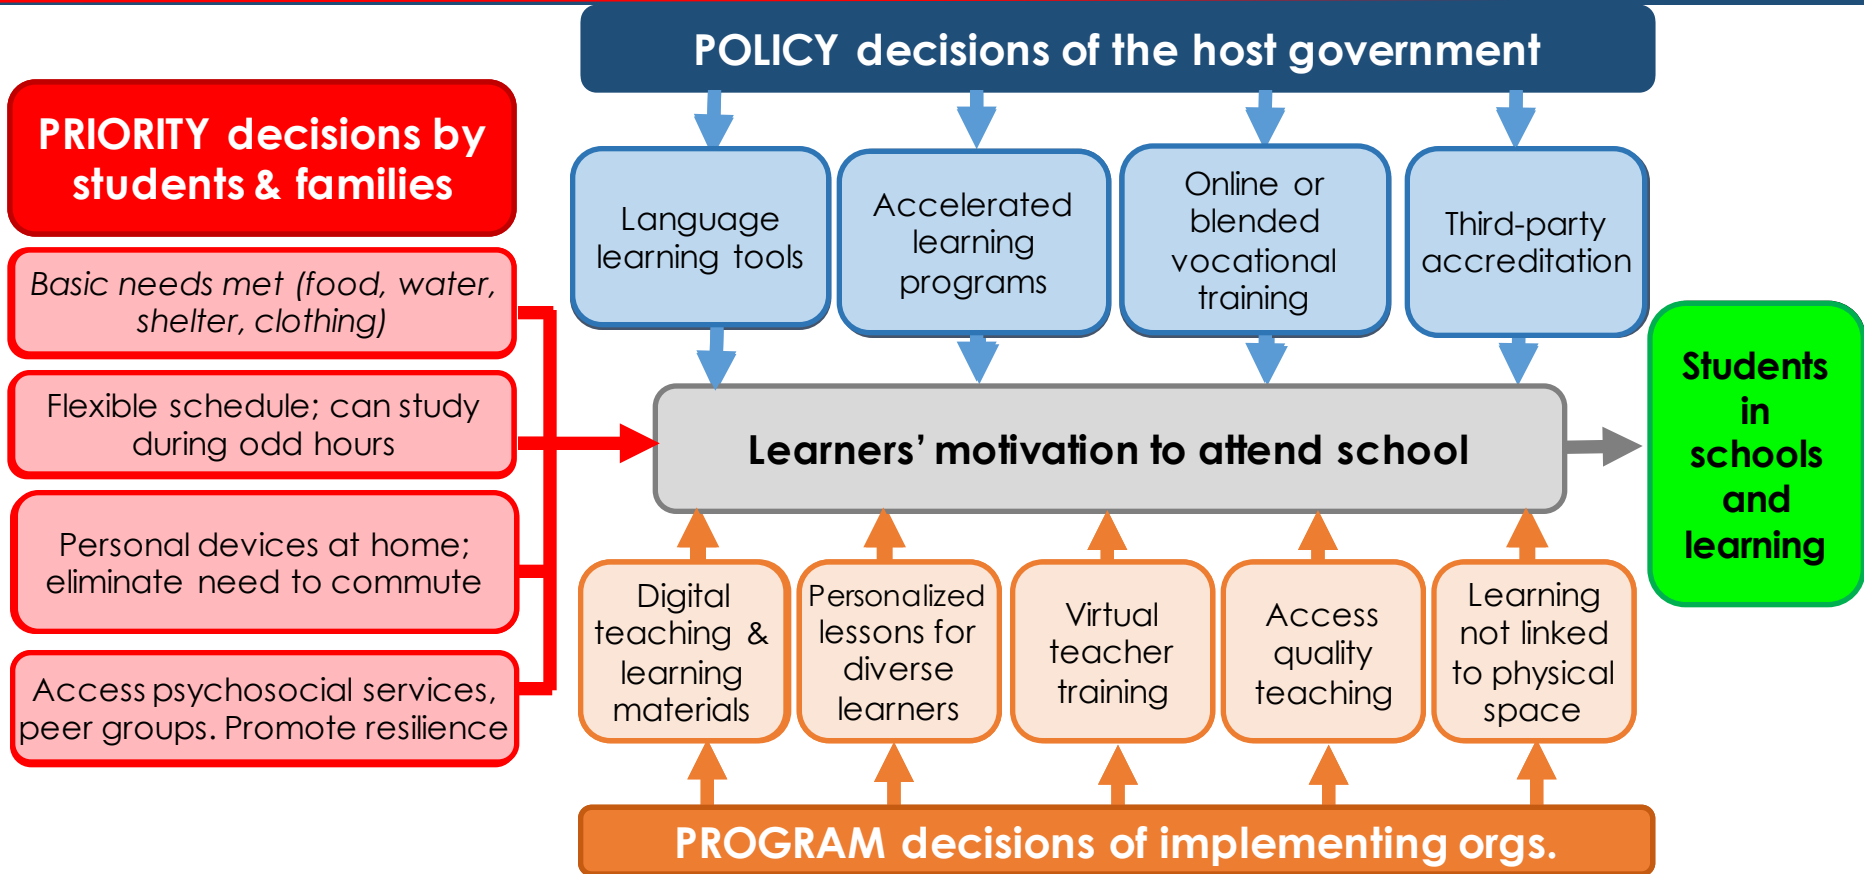 POLICY decisions of the host government
PRIORITY decisions by
students & families
Basic needs met (food, water,
shelter, clothing)
Flexible schedule; can study
during odd hours
Personal devices at home;
eliminate need to commute
Access psychosocial services,
peer groups. Promote resilience
Language
learning tools
Accelerated
learning
programs
Online or
blended
vocational
training
Third-party
accreditation
Learners’ motivation to attend school
Students
in
schools
and
learning
Digital
teaching &
learning
materials
Personalized
lessons for
diverse
learners
Virtual
teacher
training
Access
quality
teaching
Learning
not linked
to physical
space
PROGRAM decisions of implementing orgs.